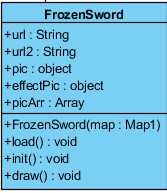 FrozenSword
+url : String
+url2 : String
+pic : object
+effectPic : object
+picArr : Array
+FrozenSword(map : Map1)
+load() : void
+init() : void
+draw() : void